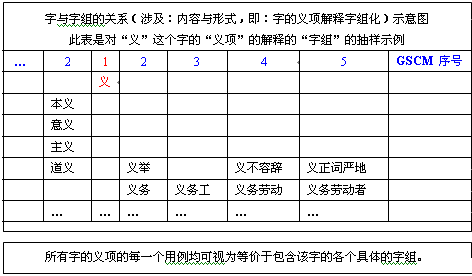 字与字组的关系（涉及：内容与形式，即：字的义项解释字组化）示意图
此表是对“义”这个字的“义项”的解释的“字组”的抽样示例
... 2 1 2 3 4 5 GSCM 序号
义
本义
意义
主义
道义 义举 义不容辞 义正词严地
义务 义务工 义务劳动 义务劳动者
... ... ... ... ... ...
所有字的义项的每一个用例均可视为等价于包含该字的各个具体的字组。